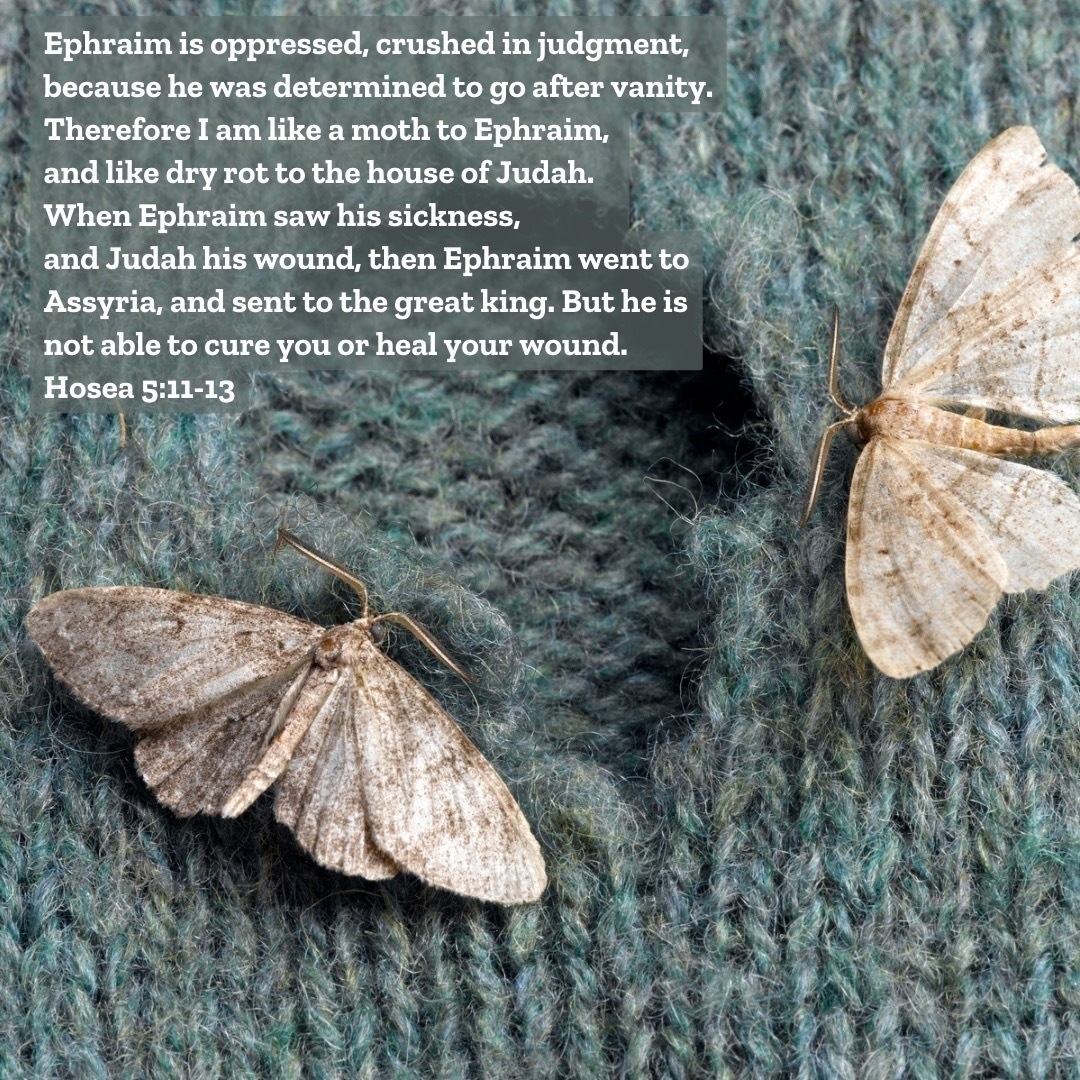 Ephraim is oppressed, crushed in judgment,
because he was determined to go after vanity.
Therefore I am like a moth to Ephraim,
and like dry rot to the house of Judah.
When Ephraim saw his sickness,
and Judah his wound, then Ephraim went to
Assyria, and sent to the great king. But he is
not able to cure you or heal your wound.
Hosea 5:11-13